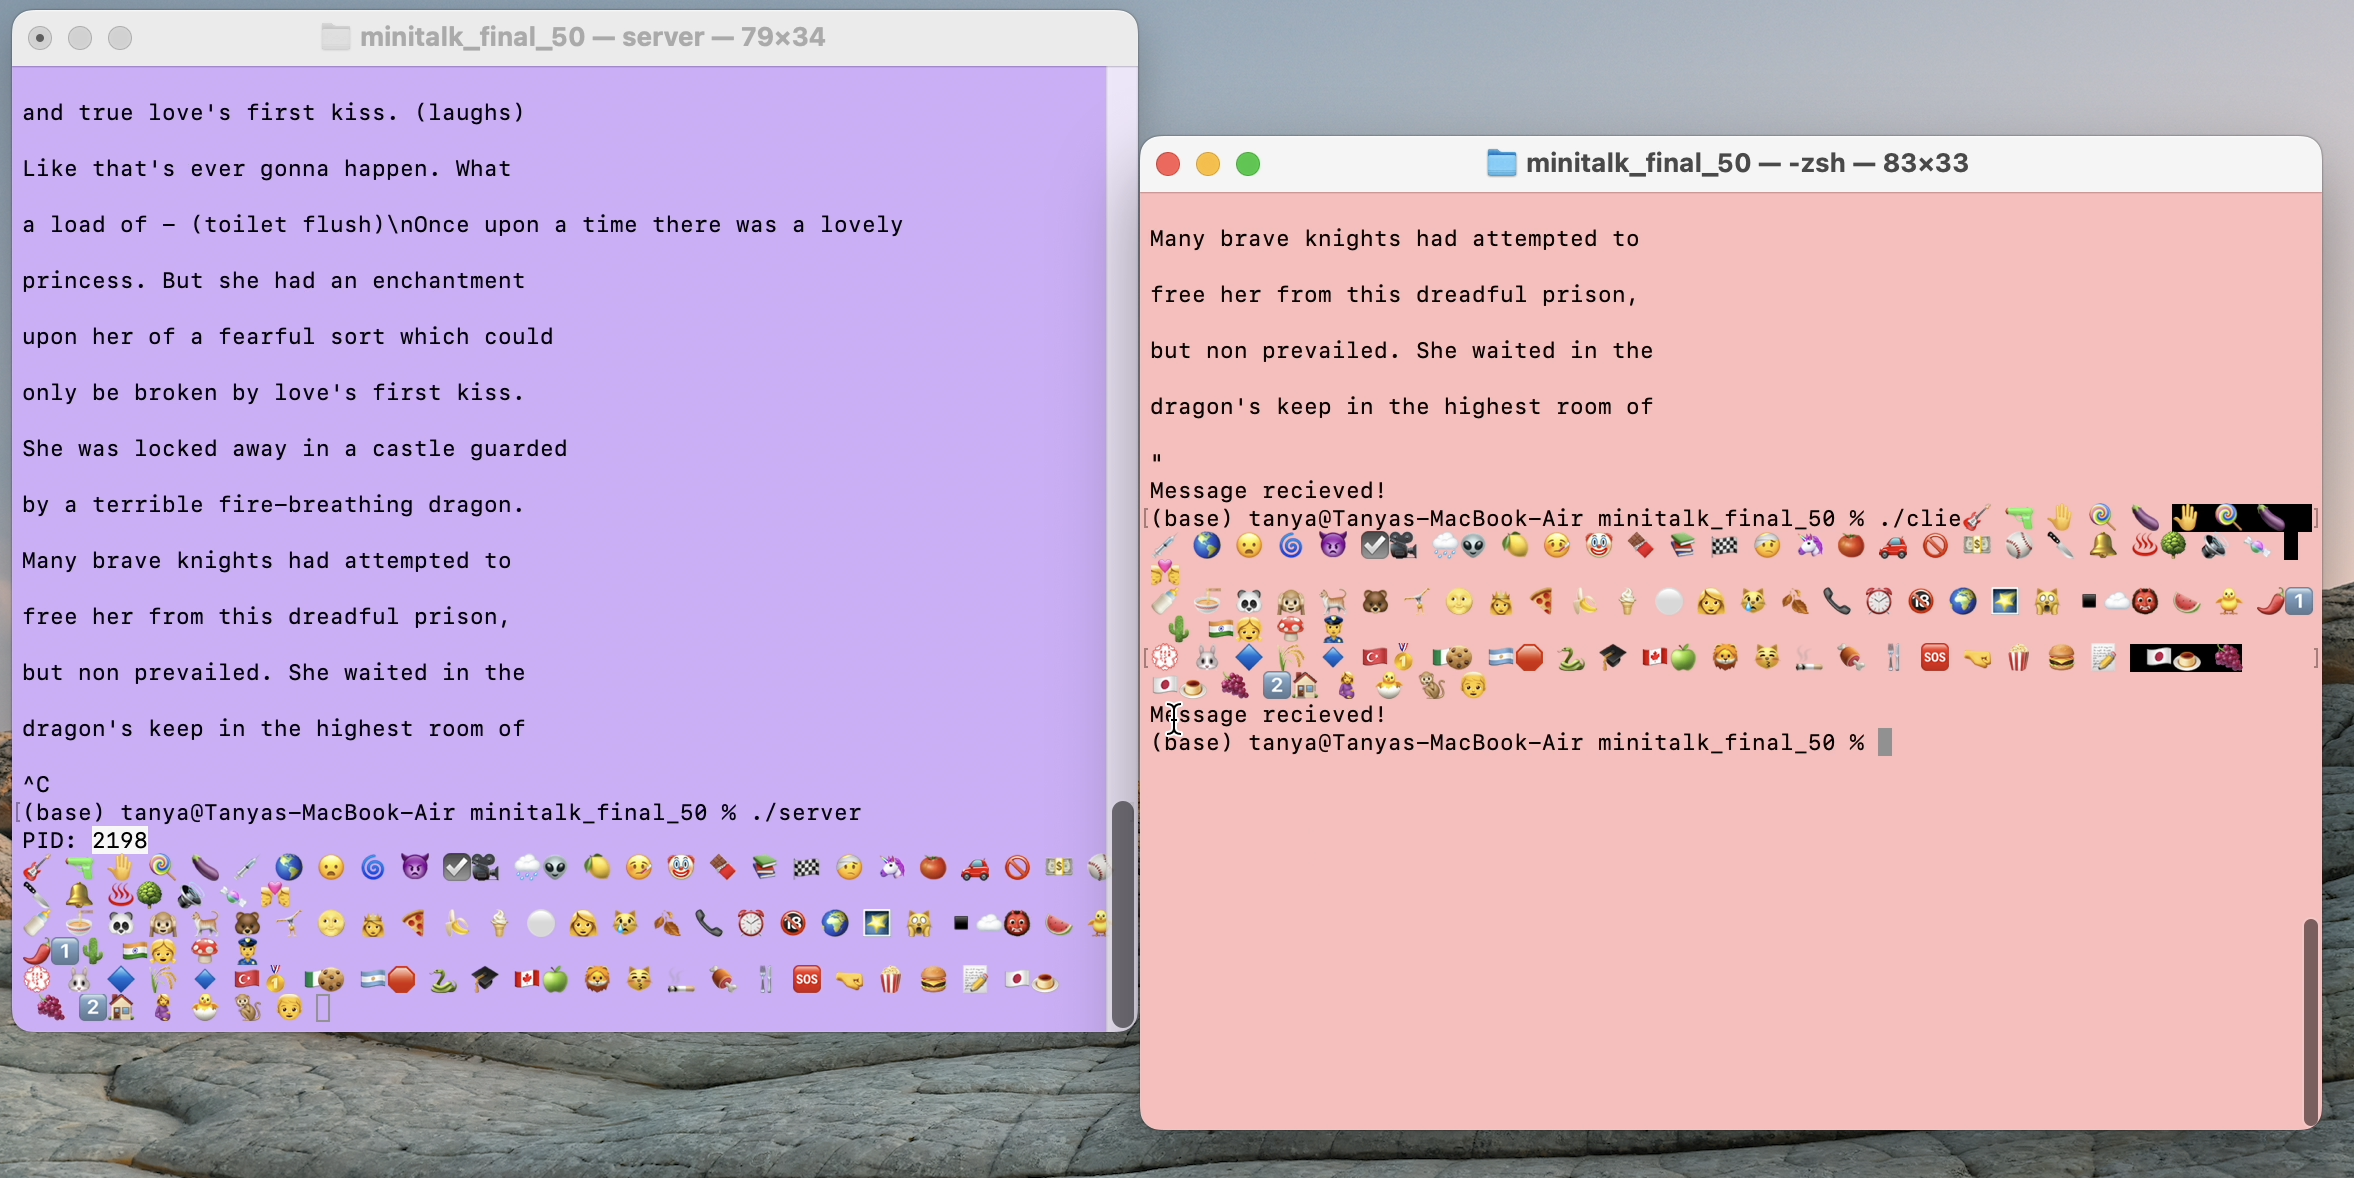 minitalk_final_50 — server — 79×34
and true love's first kiss. (laughs)
Like that's ever gonna happen. What
a load of – (toilet flush)\nOnce upon a time there was a lovely
princess. But she had an enchantment
upon her of a fearful sort which could
only be broken by love's first kiss.
She was locked away in a castle guarded
by a terrible fire–breathing dragon.
Many brave knights had attempted to
free her from this dreadful prison,
but non prevailed. She waited in the
dragon's keep in the highest room of
^C
[(base) tanya@Tanyas-MacBook-Air minitalk_final_50 % ./server
PID: 2198
minitalk_final_50 — -zsh — 83×33
Many brave knights had attempted to
free her from this dreadful prison,
but non prevailed. She waited in the
dragon's keep in the highest room of
"
Message recieved!
[(base) tanya@Tanyas-MacBook-Air minitalk_final_50 % ./clie ]
[ ]
Message recieved!
(base) tanya@Tanyas-MacBook-Air minitalk_final_50 %